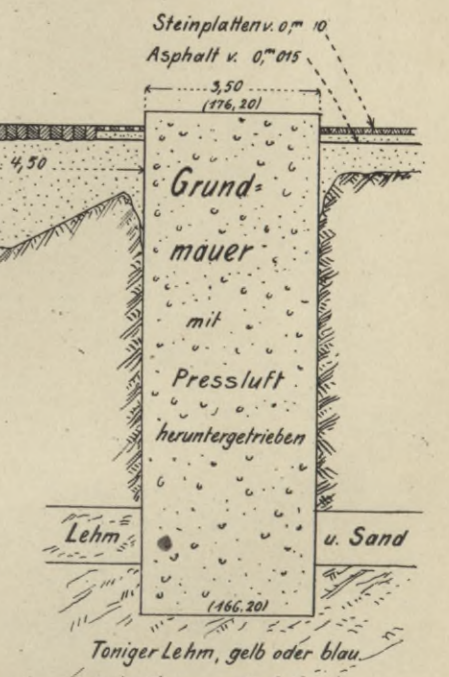 Steinplatten v. 0,ᵐ 10
Asphalt v. 0,ᵐ 015
3,50
(176,20)
4,50
Grund=
mauer
mit
Pressluft
heruntergetrieben
Lehm u. Sand
(166.20)
Toniger Lehm, gelb oder blau